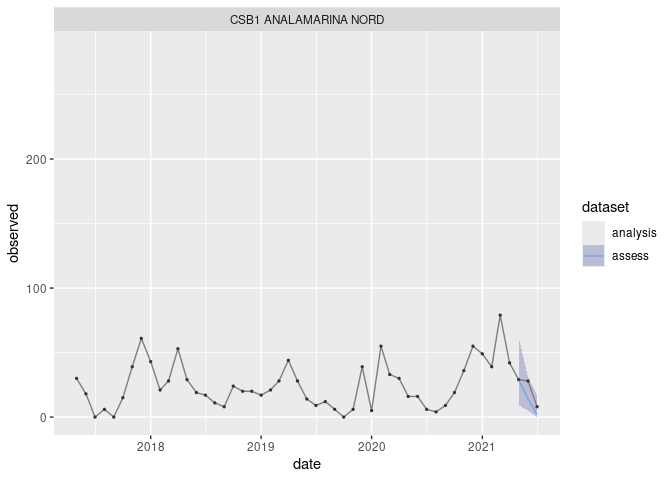 CSB1 ANALAMARINA NORD
200
100
0
observed
2018
2019
2020
2021
date
dataset
analysis
assess